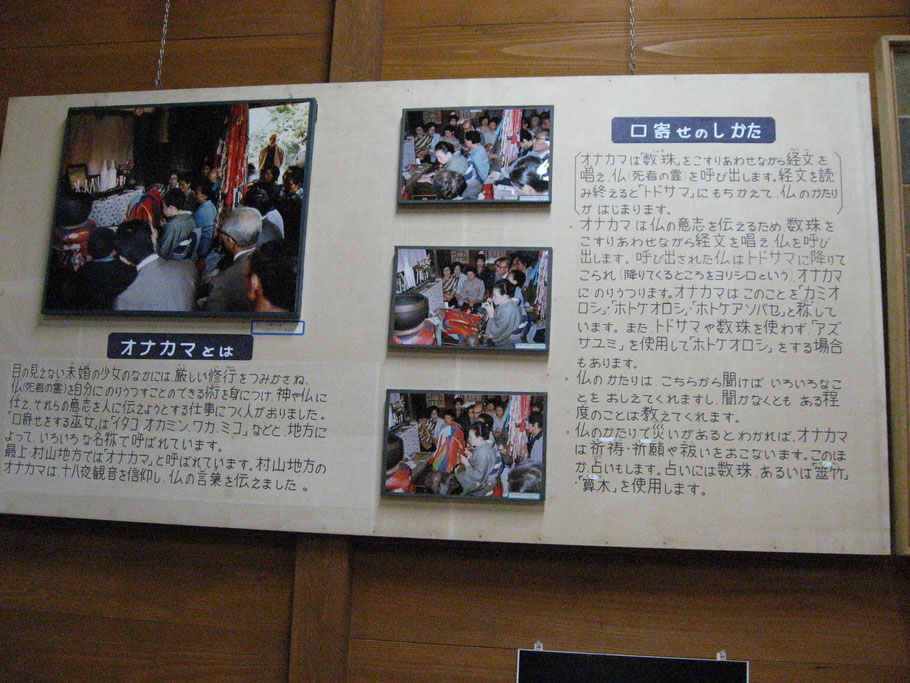 オナカマとは
目の見えない未婚の少女のなかには、厳しい修行をつみかさね、
仏(死者の霊)を自分にのりうつすことのできる術を身につけ、神や仏に
仕え、それらの意志を人に伝えようとする仕事につく人がありました。
「口寄せをする巫女」は「イタコ、オカミン、ワカ、ミコ」などと、地方に
よって、いろいろな名称で呼ばれています。
最上、村山地方では「オナカマ」と呼ばれています。村山地方の
オナカマは、十八夜観音を信仰し、仏の言葉を伝えました。
口寄せのしかた
オナカマは「数珠」をこすりあわせながら経文を
唱え、仏(死者の霊)を呼び出します。経文を読
み終えると「トドサマ」にもちかえて、仏のかたり
がはじまります。
オナカマは仏の意志を伝えるため、数珠を
こすりあわせながら経文を唱え、仏を呼び
出します。呼び出された仏はトドサマに降りて
こられ(降りてくるところをヨリシロという)、オナカマ
にのりうつります。オナカマはこのことを「カミオ
ロシ」・「ホトケオロシ」・「ホトケアソバセ」と称して
います。また、トドサマや数珠を使わず、「アズ
サユミ」を使用して「ホトケオロシ」をする場合
もあります。
仏のかたりは、こちらから聞けばいろいろなこ
とをおしえてくれますし、聞かなくともある程
度のことは教えてくれます。
仏のかたりで災いがあるとわかれば、オナカマ
は祈祷・祈願や祓いをおこないます。このほ
か、占いもします。占いには数珠、あるいは「筮竹」・
「算木」を使用します。